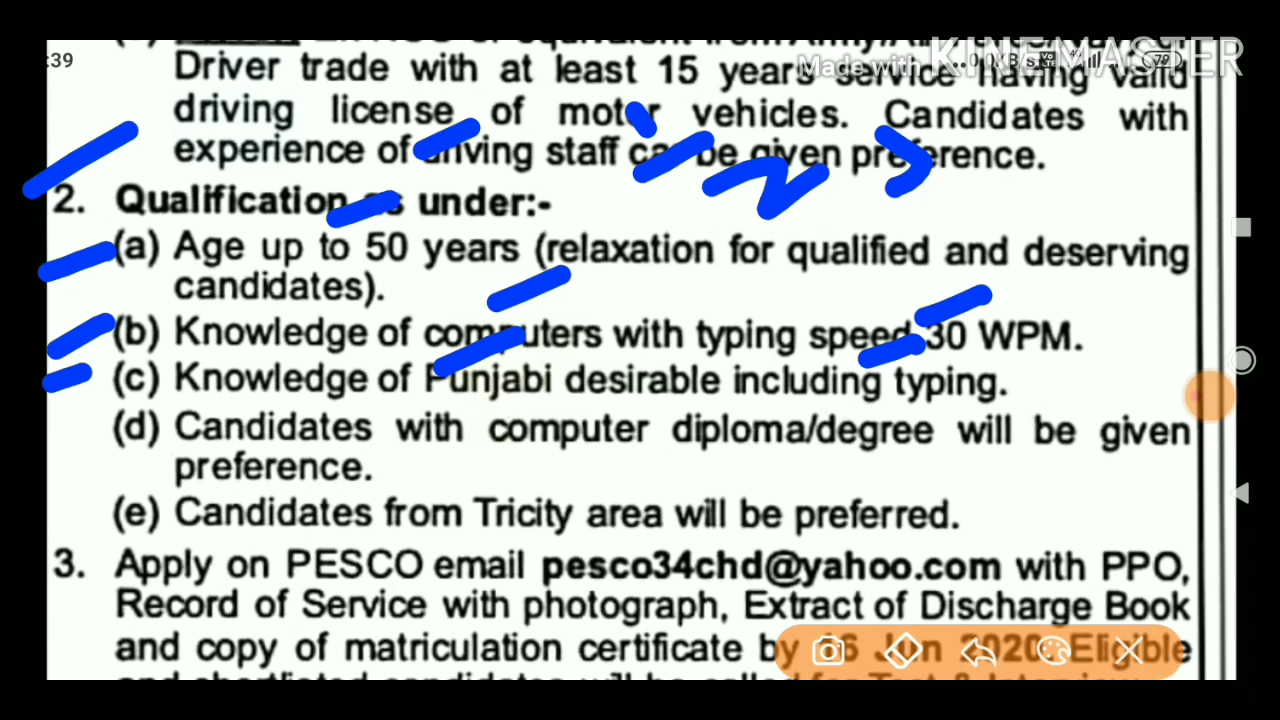 :39
Made with KINEMASTER
Driver trade with at least 15 years service having valid
driving license of motor vehicles. Candidates with
experience of driving staff car be given preference.
2. Qualification as under:-
(a) Age up to 50 years (relaxation for qualified and deserving
candidates).
(b) Knowledge of computers with typing speed 30 WPM.
(c) Knowledge of Punjabi desirable including typing.
(d) Candidates with computer diploma/degree will be given
preference.
(e) Candidates from Tricity area will be preferred.
3. Apply on PESCO email pesco34chd@yahoo.com with PPO,
Record of Service with photograph, Extract of Discharge Book
and copy of matriculation certificate by Jun 2020. Eligible